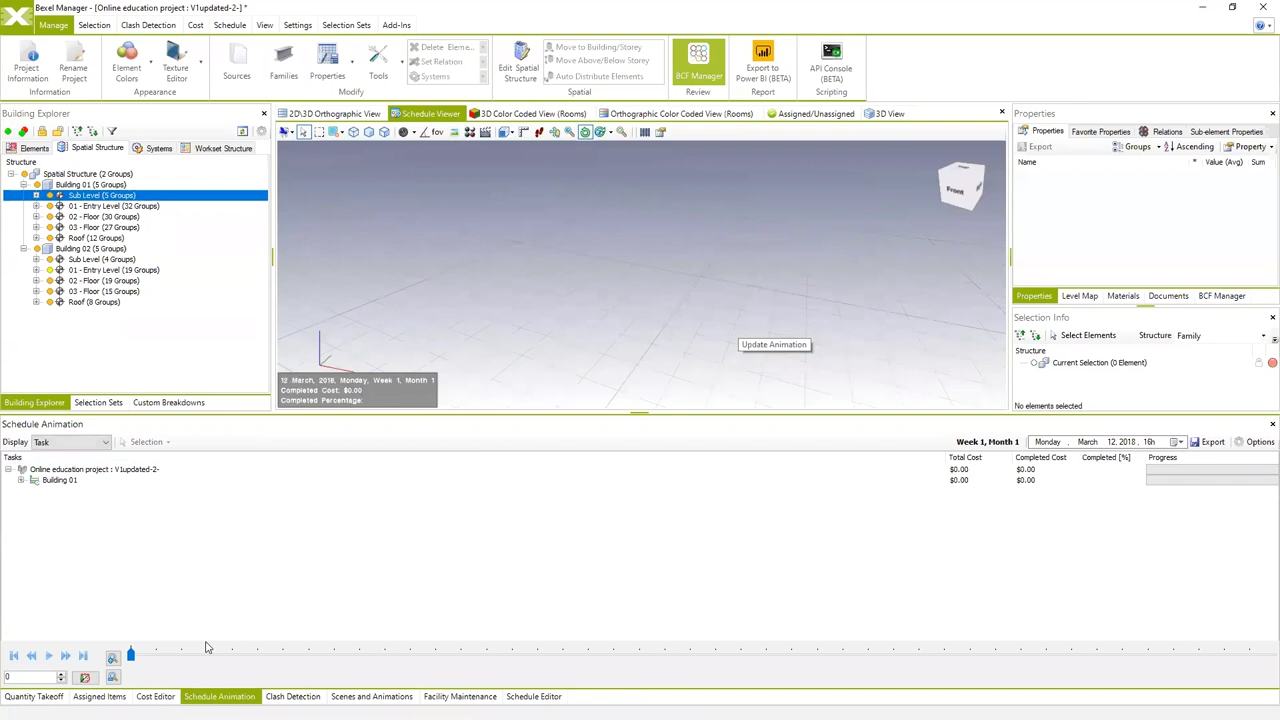 Bexel Manager - [Online education project : V1updated-2-] *
Manage Selection Clash Detection Cost Schedule View Settings Selection Sets Add-Ins
Project Information
Rename Project
Element Colors
Texture Editor
Sources
Families
Properties
Tools
Delete Eleme...
Set Relation
Systems
Edit Spatial Structure
Move to Building/Storey
Move Above/Below Storey
Auto Distribute Elements
BCF Manager
Export to Power BI (BETA)
API Console (BETA)
Information Appearance Modify Spatial Review Report Scripting
Building Explorer
Elements Spatial Structure Systems Workset Structure
Structure
Spatial Structure (2 Groups)
Building 01 (5 Groups)
Sub Level (5 Groups)
01 - Entry Level (32 Groups)
02 - Floor (30 Groups)
03 - Floor (27 Groups)
Roof (12 Groups)
Building 02 (5 Groups)
Sub Level (4 Groups)
01 - Entry Level (19 Groups)
02 - Floor (19 Groups)
03 - Floor (15 Groups)
Roof (8 Groups)
Building Explorer Selection Sets Custom Breakdowns
2D\3D Orthographic View Schedule Viewer 3D Color Coded View (Rooms) Orthographic Color Coded View (Rooms) Assigned/Unassigned 3D View
fov
Front
Update Animation
12 March, 2018, Monday, Week 1, Month 1
Completed Cost: $0.00
Completed Percentage:
Properties
Properties Favorite Properties Relations Sub-element Properties
Export Groups Ascending Property
Name * Value (Avg) Sum
Properties Level Map Materials Documents BCF Manager
Selection Info
Select Elements Structure Family
Structure
Current Selection (0 Element)
No elements selected
Schedule Animation
Display Task Selection Week 1, Month 1 Monday , March 12, 2018 , 16h Export Options
Tasks Total Cost Completed Cost Completed [%] Progress
Online education project : V1updated-2- $0.00 $0.00
Building 01 $0.00 $0.00
0
Quantity Takeoff Assigned Items Cost Editor Schedule Animation Clash Detection Scenes and Animations Facility Maintenance Schedule Editor